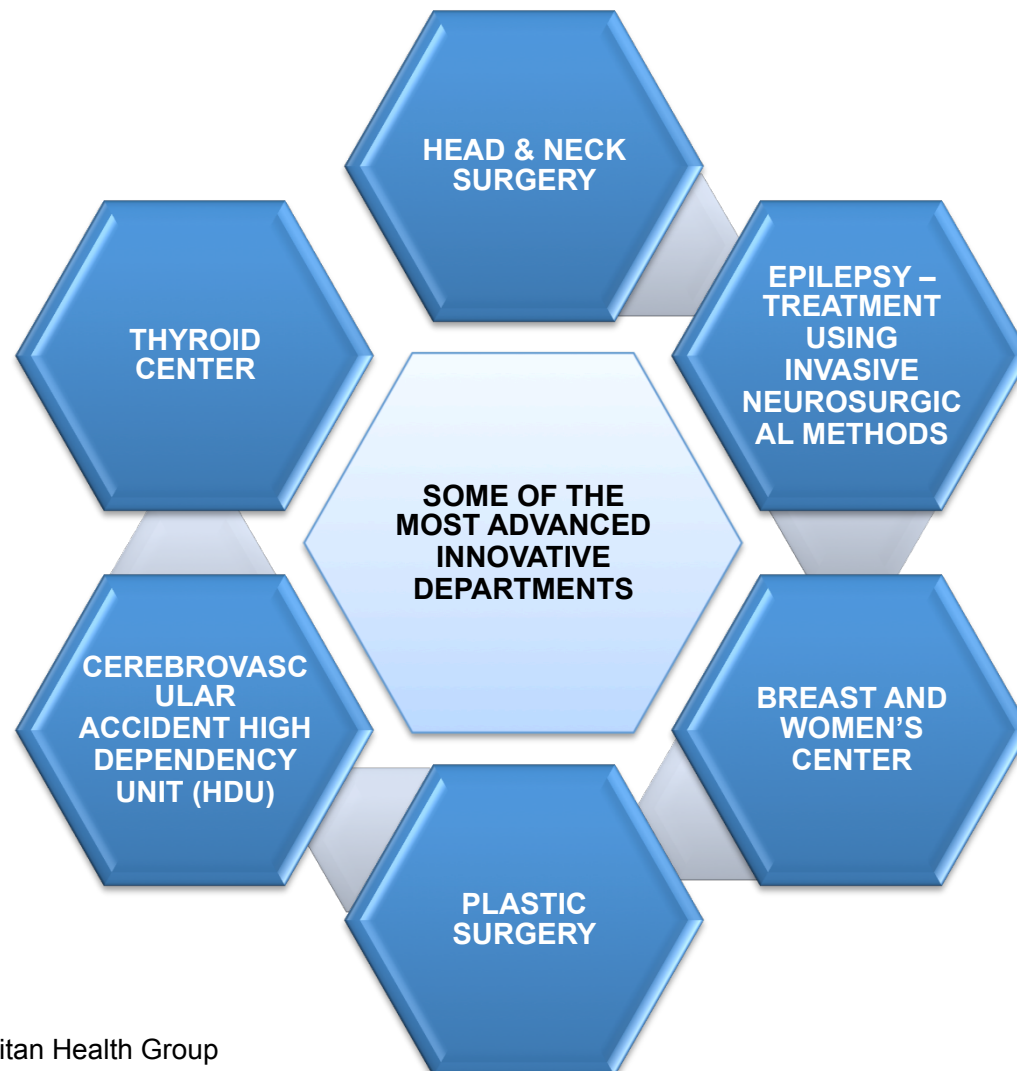 HEAD & NECK
SURGERY
EPILEPSY –
TREATMENT
USING
INVASIVE
NEUROSURGIC
AL METHODS
BREAST AND
WOMEN’S
CENTER
PLASTIC
SURGERY
CEREBROVASC
ULAR
ACCIDENT HIGH
DEPENDENCY
UNIT (HDU)
THYROID
CENTER
SOME OF THE
MOST ADVANCED
INNOVATIVE
DEPARTMENTS
Health Group